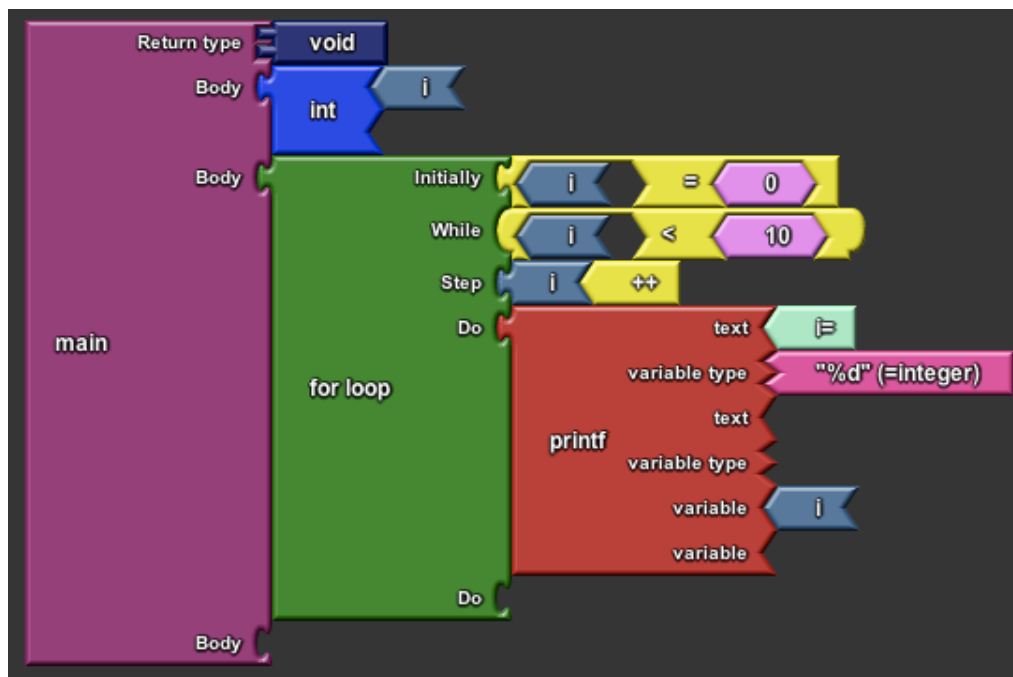 Return type void
Body int i
Body Initially i = 0
While i < 10
Step i ++
Do text i=
main
variable type "%d" (=integer)
for loop
text
printf
variable type
variable i
variable
Do
Body